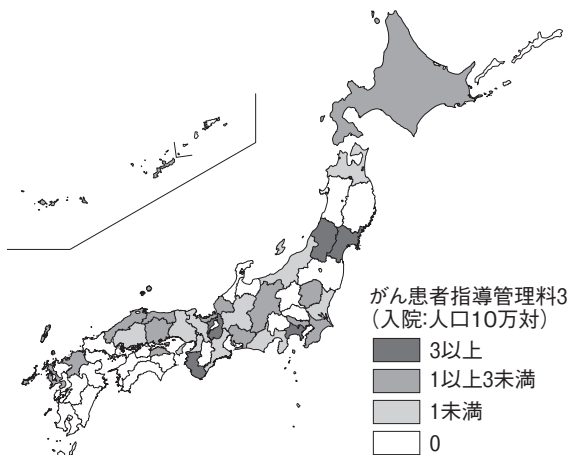 がん患者指導管理料3
(入院:人口10万対)
3以上
1以上3未満
1未満
0